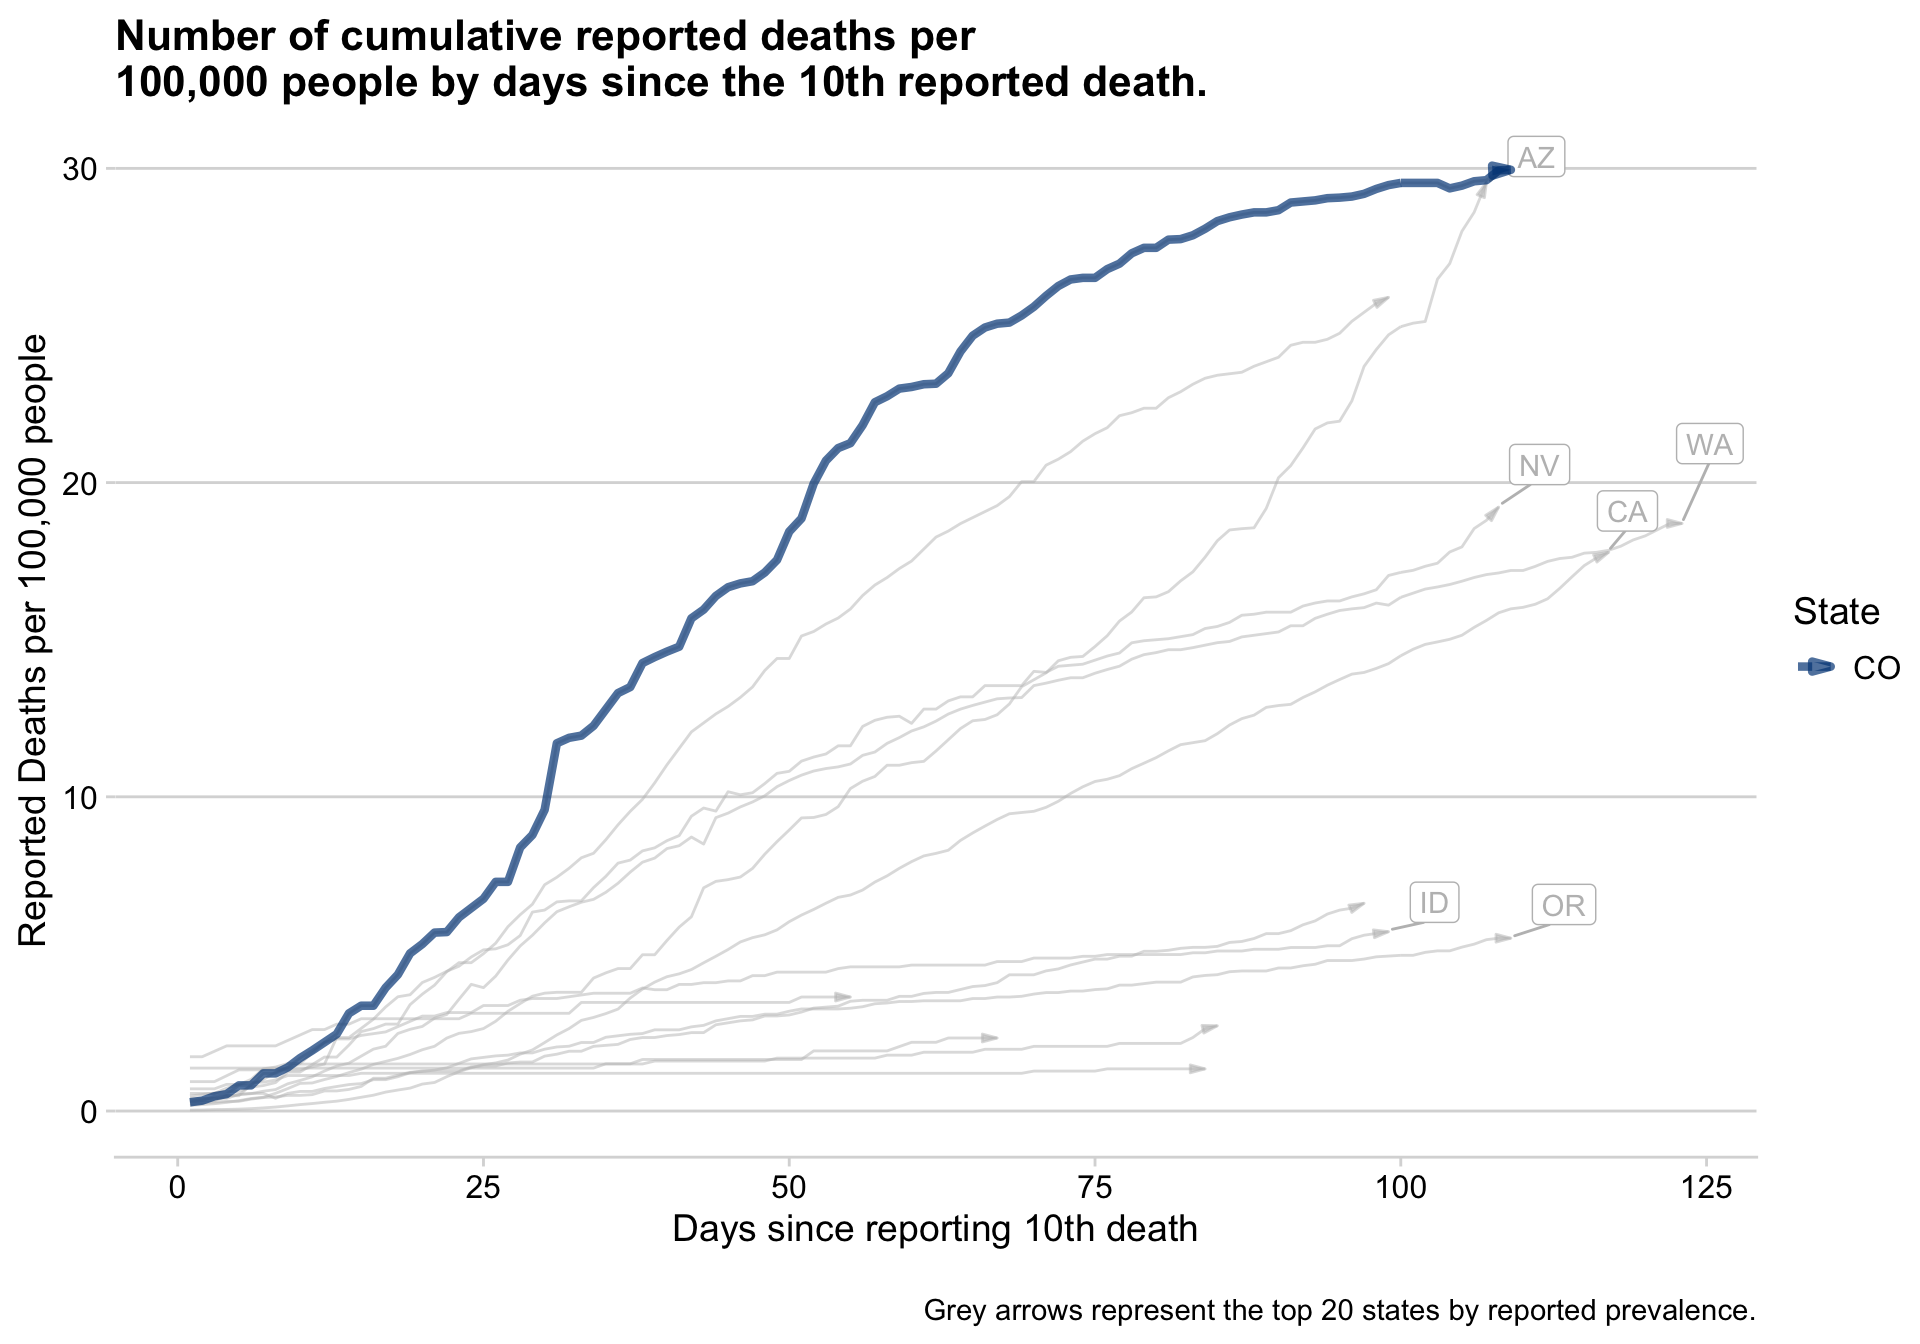 Number of cumulative reported deaths per
100,000 people by days since the 10th reported death.
Reported Deaths per 100,000 people
30
20
10
0
AZ
WA
NV
CA
ID
OR
State
CO
0
25
50
75
100
125
Days since reporting 10th death
Grey arrows represent the top 20 states by reported prevalence.